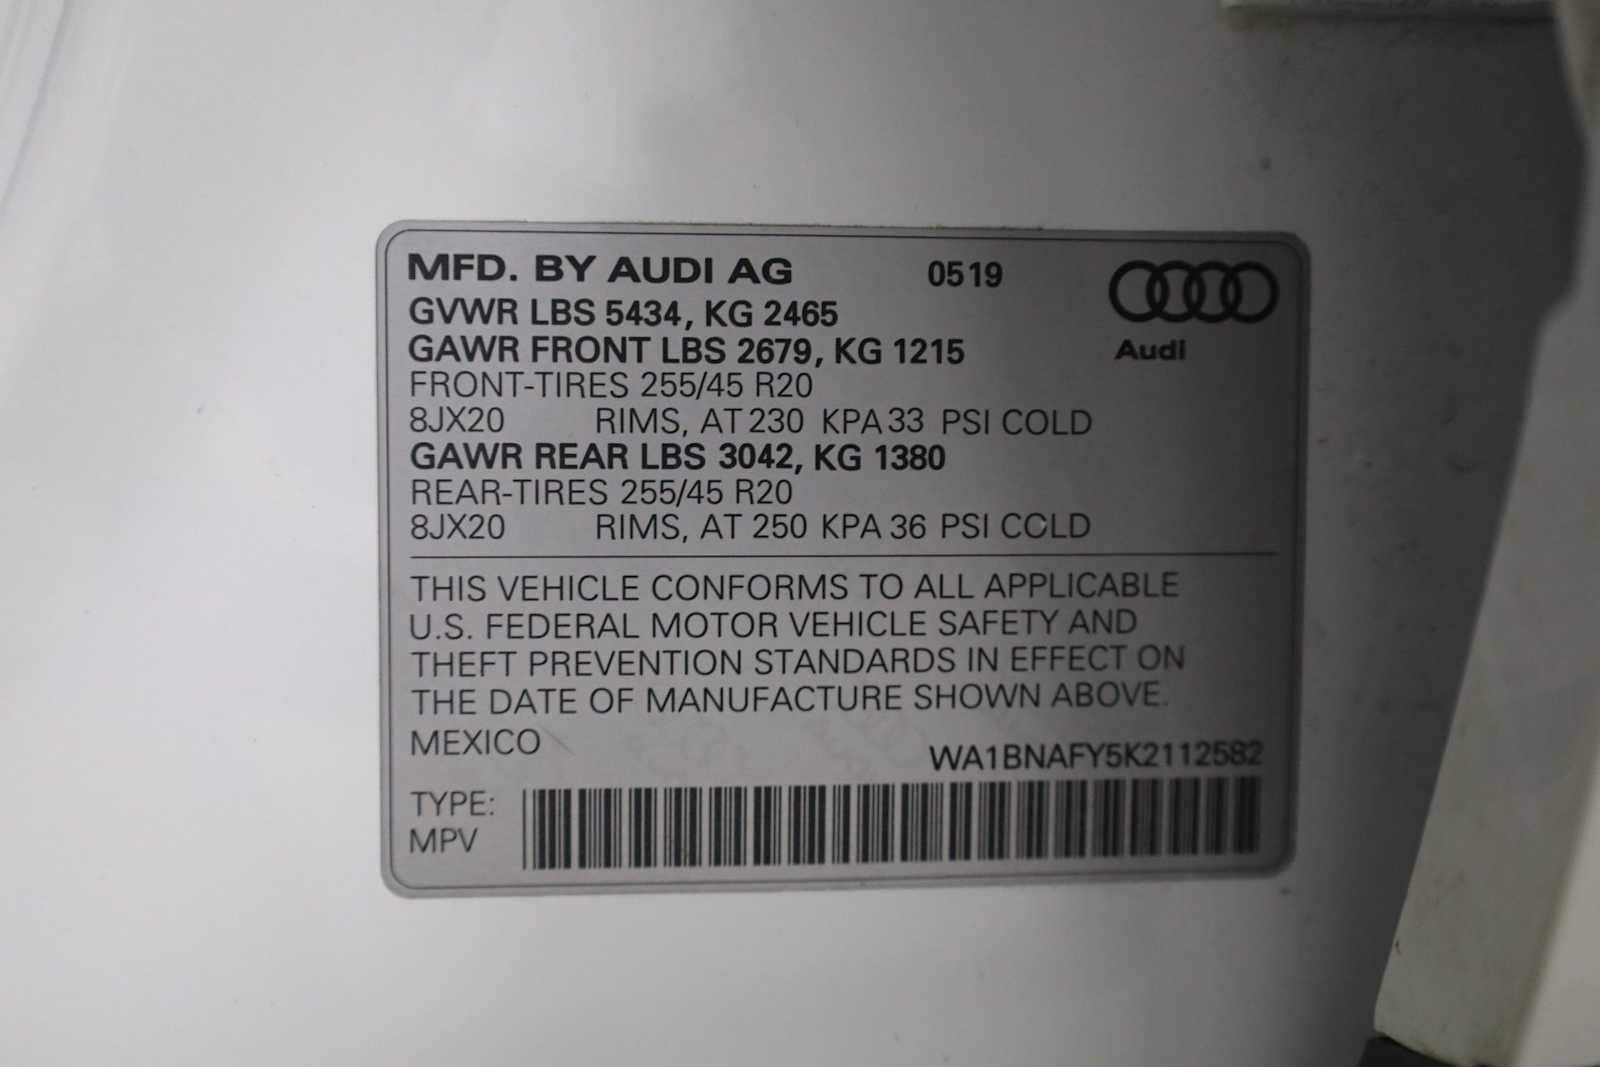 MFD. BY AUDI AG 0519
GVWR LBS 5434, KG 2465
GAWR FRONT LBS 2679, KG 1215
Audi
FRONT-TIRES 255/45 R20
8JX20 RIMS, AT 230 KPA 33 PSI COLD
GAWR REAR LBS 3042, KG 1380
REAR-TIRES 255/45 R20
8JX20 RIMS, AT 250 KPA 36 PSI COLD
THIS VEHICLE CONFORMS TO ALL APPLICABLE
U.S. FEDERAL MOTOR VEHICLE SAFETY AND
THEFT PREVENTION STANDARDS IN EFFECT ON
THE DATE OF MANUFACTURE SHOWN ABOVE.
MEXICO
WA1BNAFY5K2112582
TYPE:
MPV